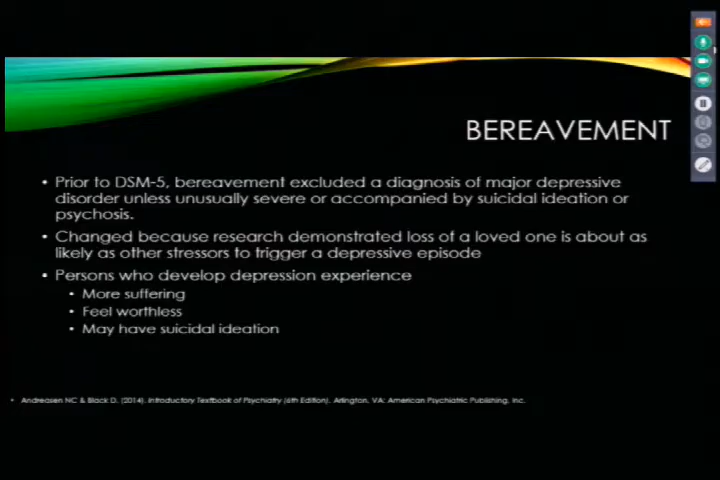 BEREAVEMENT
• Prior to DSM-5, bereavement excluded a diagnosis of major depressive
disorder unless unusually severe or accompanied by suicidal ideation or
psychosis.
• Changed because research demonstrated loss of a loved one is about as
likely as other stressors to trigger a depressive episode
• Persons who develop depression experience
• More suffering
• Feel worthless
• May have suicidal ideation
• Andreasen NC & Black D. (2014). Introductory Textbook of Psychiatry (6th Edition). Arlington, VA: American Psychiatric Publishing, Inc.